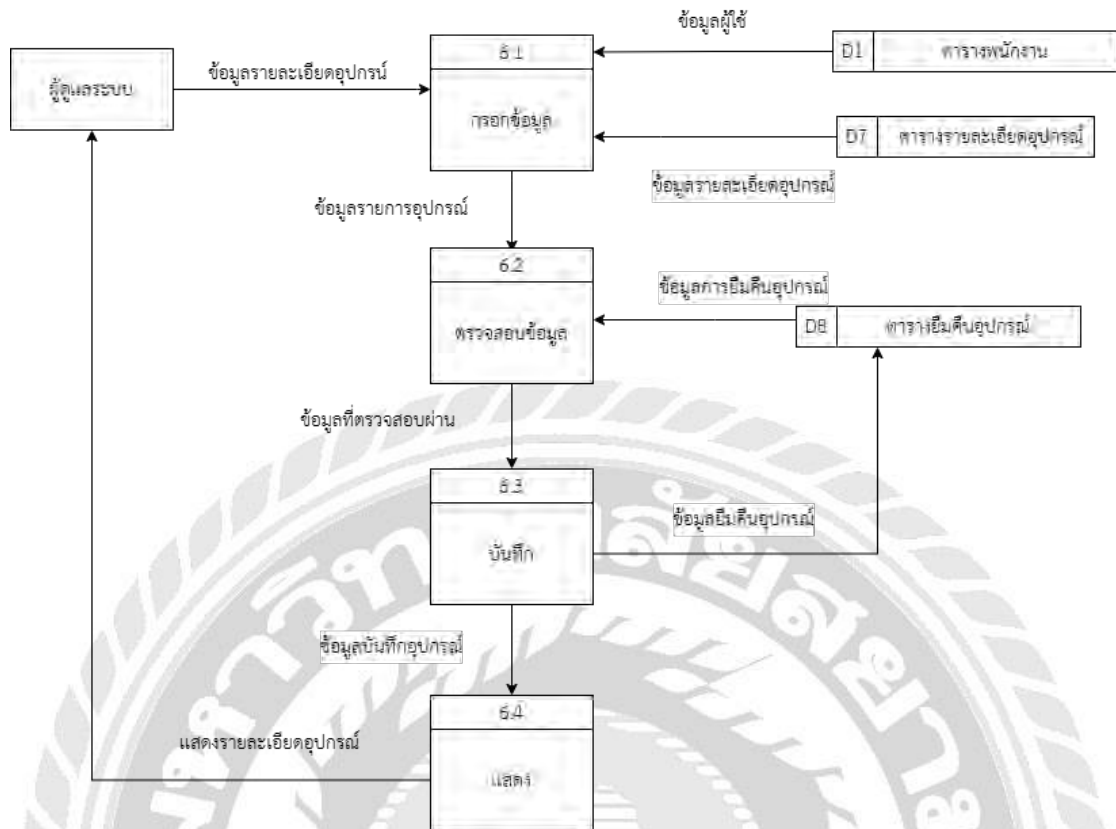 ข้อมูลผู้ใช้
6.1
D1 ตารางพนักงาน
ผู้ดูแลระบบ
ข้อมูลรายละเอียดอุปกรน์
กรอกข้อมูล
D7 ตารางรายละเอียดอุปกรณ์
ข้อมูลรายละเอียดอุปกรณ์
ข้อมูลรายการอุปกรณ์
6.2
ข้อมูลการยืมคืนอุปกรณ์
ตรวจสอบข้อมูล
D8 ตารางยืมคืนอุปกรณ์
ข้อมูลที่ตรวจสอบผ่าน
6.3
ข้อมูลยืมคืนอุปกรณ์
บันทึก
ข้อมูลบันทึกอุปกรณ์
6.4
แสดงรายละเอียดอุปกรณ์
แสดง